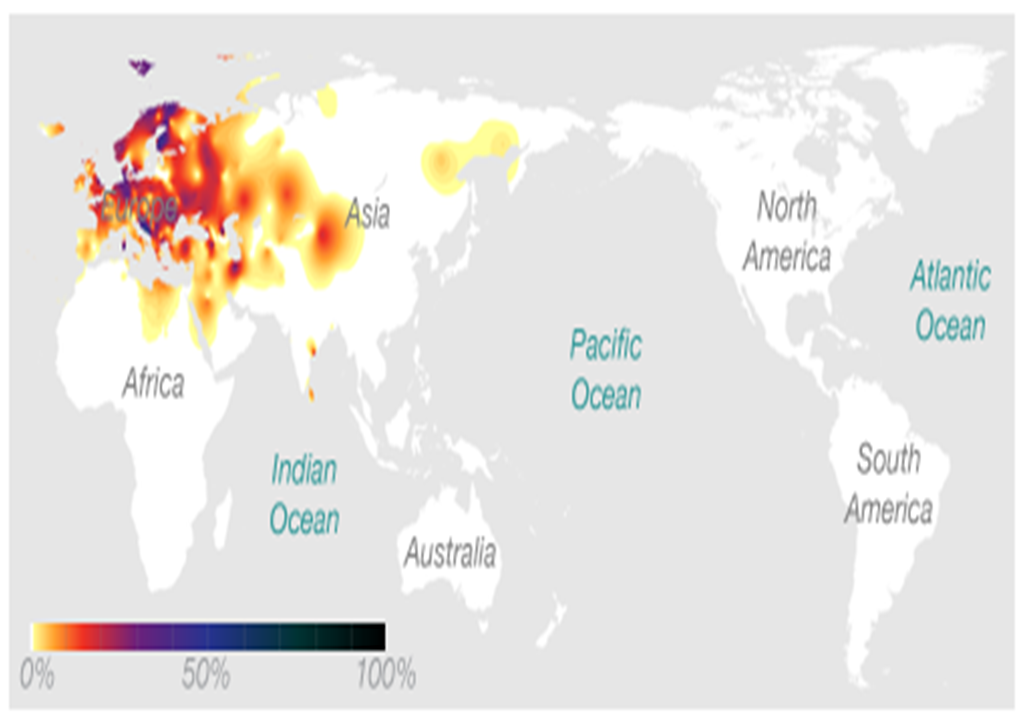 Europe
Asia
North
America
Atlantic
Ocean
Pacific
Ocean
Africa
Indian
Ocean
South
America
Australia
0%
50%
100%